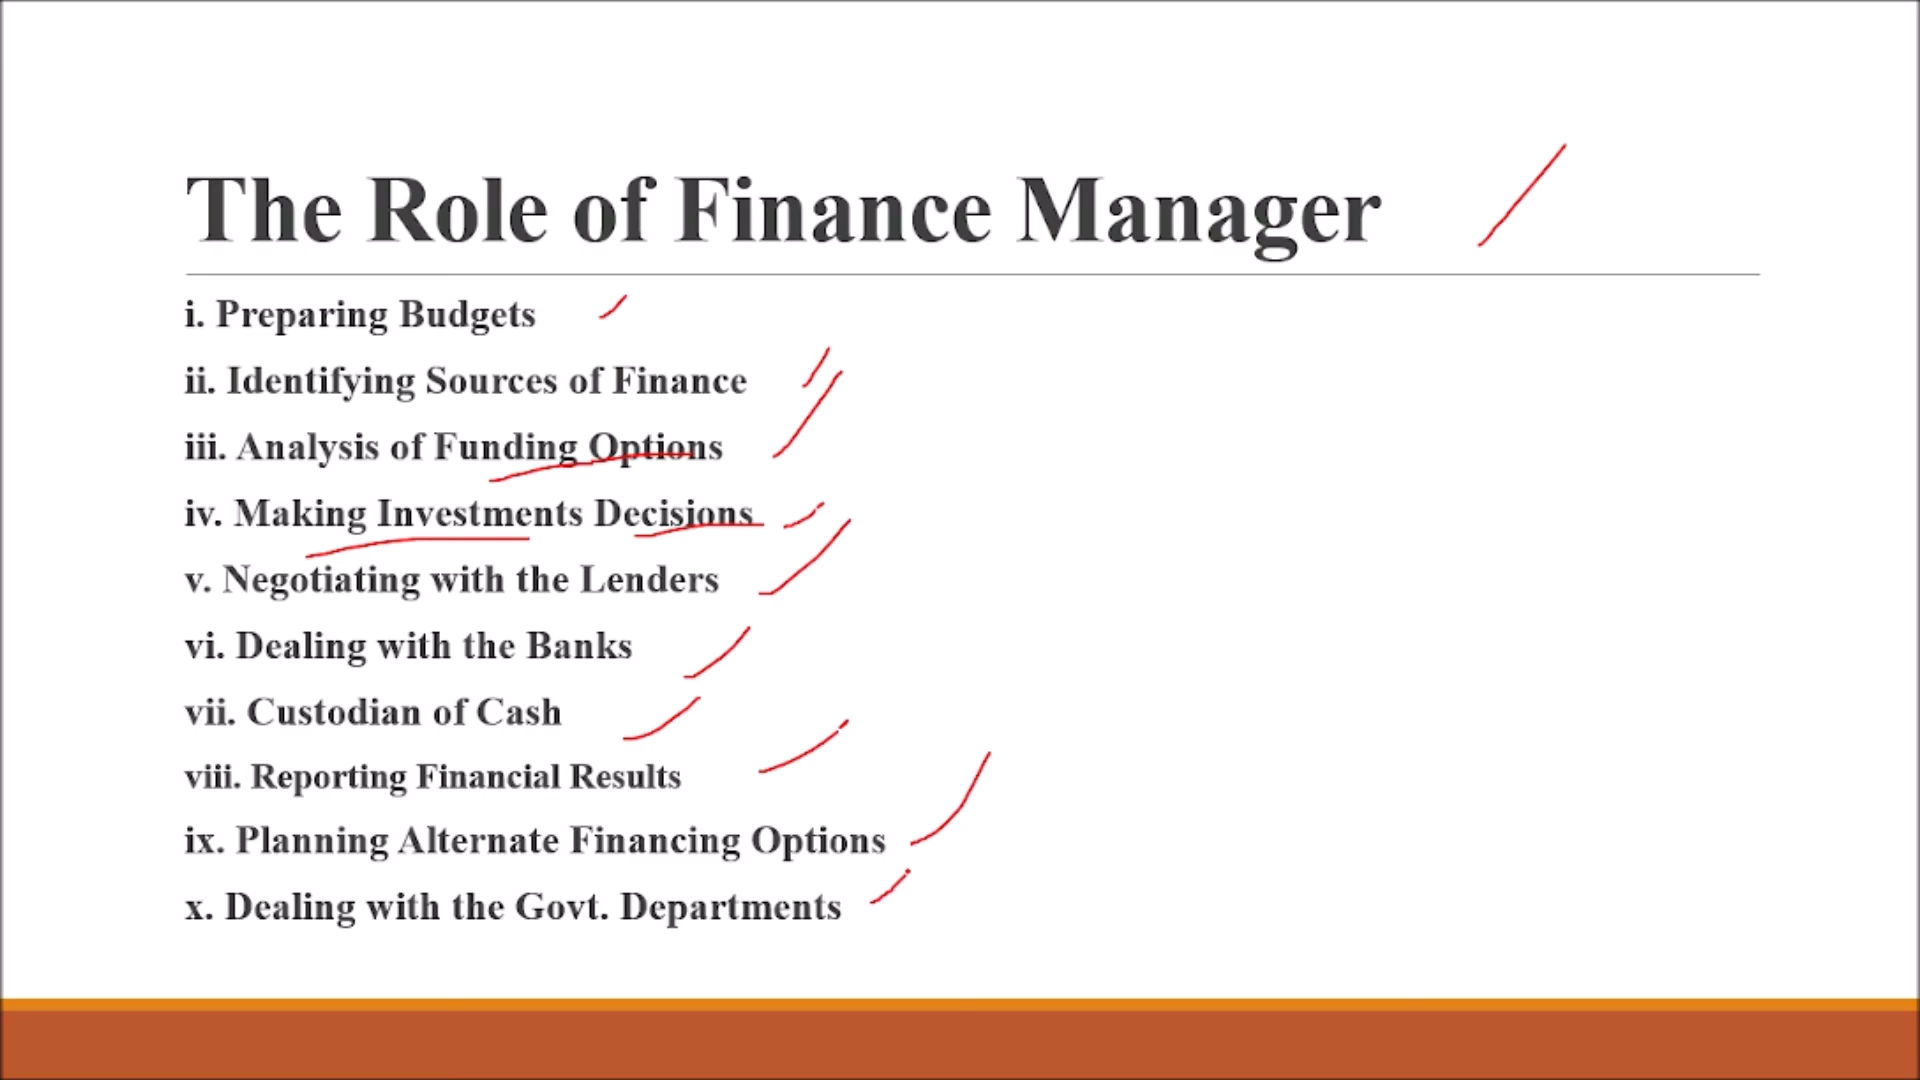 The Role of Finance Manager
i. Preparing Budgets
ii. Identifying Sources of Finance
iii. Analysis of Funding Options
iv. Making Investments Decisions
v. Negotiating with the Lenders
vi. Dealing with the Banks
vii. Custodian of Cash
viii. Reporting Financial Results
ix. Planning Alternate Financing Options
x. Dealing with the Govt. Departments